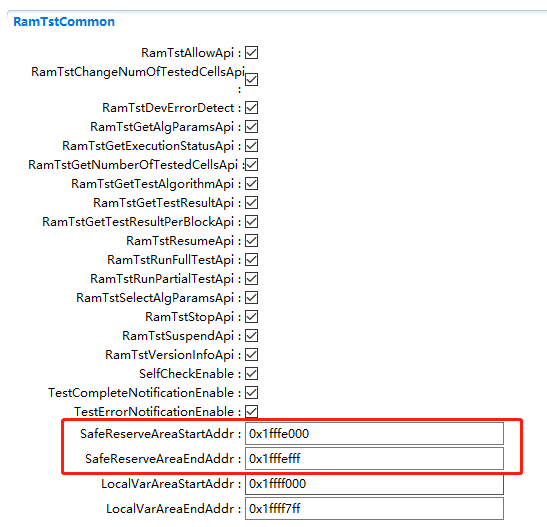 RamTstCommon
RamTstAllowApi :
RamTstChangeNumOfTestedCellsApi
:
RamTstDevErrorDetect :
RamTstGetAlgParamsApi :
RamTstGetExecutionStatusApi :
RamTstGetNumberOfTestedCellsApi :
RamTstGetTestAlgorithmApi :
RamTstGetTestResultApi :
RamTstGetTestResultPerBlockApi :
RamTstResumeApi :
RamTstRunFullTestApi :
RamTstRunPartialTestApi :
RamTstSelectAlgParamsApi :
RamTstStopApi :
RamTstSuspendApi :
RamTstVersionInfoApi :
SelfCheckEnable :
TestCompleteNotificationEnable :
TestErrorNotificationEnable :
SafeReserveAreaStartAddr : 0x1fffe000
SafeReserveAreaEndAddr : 0x1fffefff
LocalVarAreaStartAddr : 0x1ffff000
LocalVarAreaEndAddr : 0x1ffff7ff